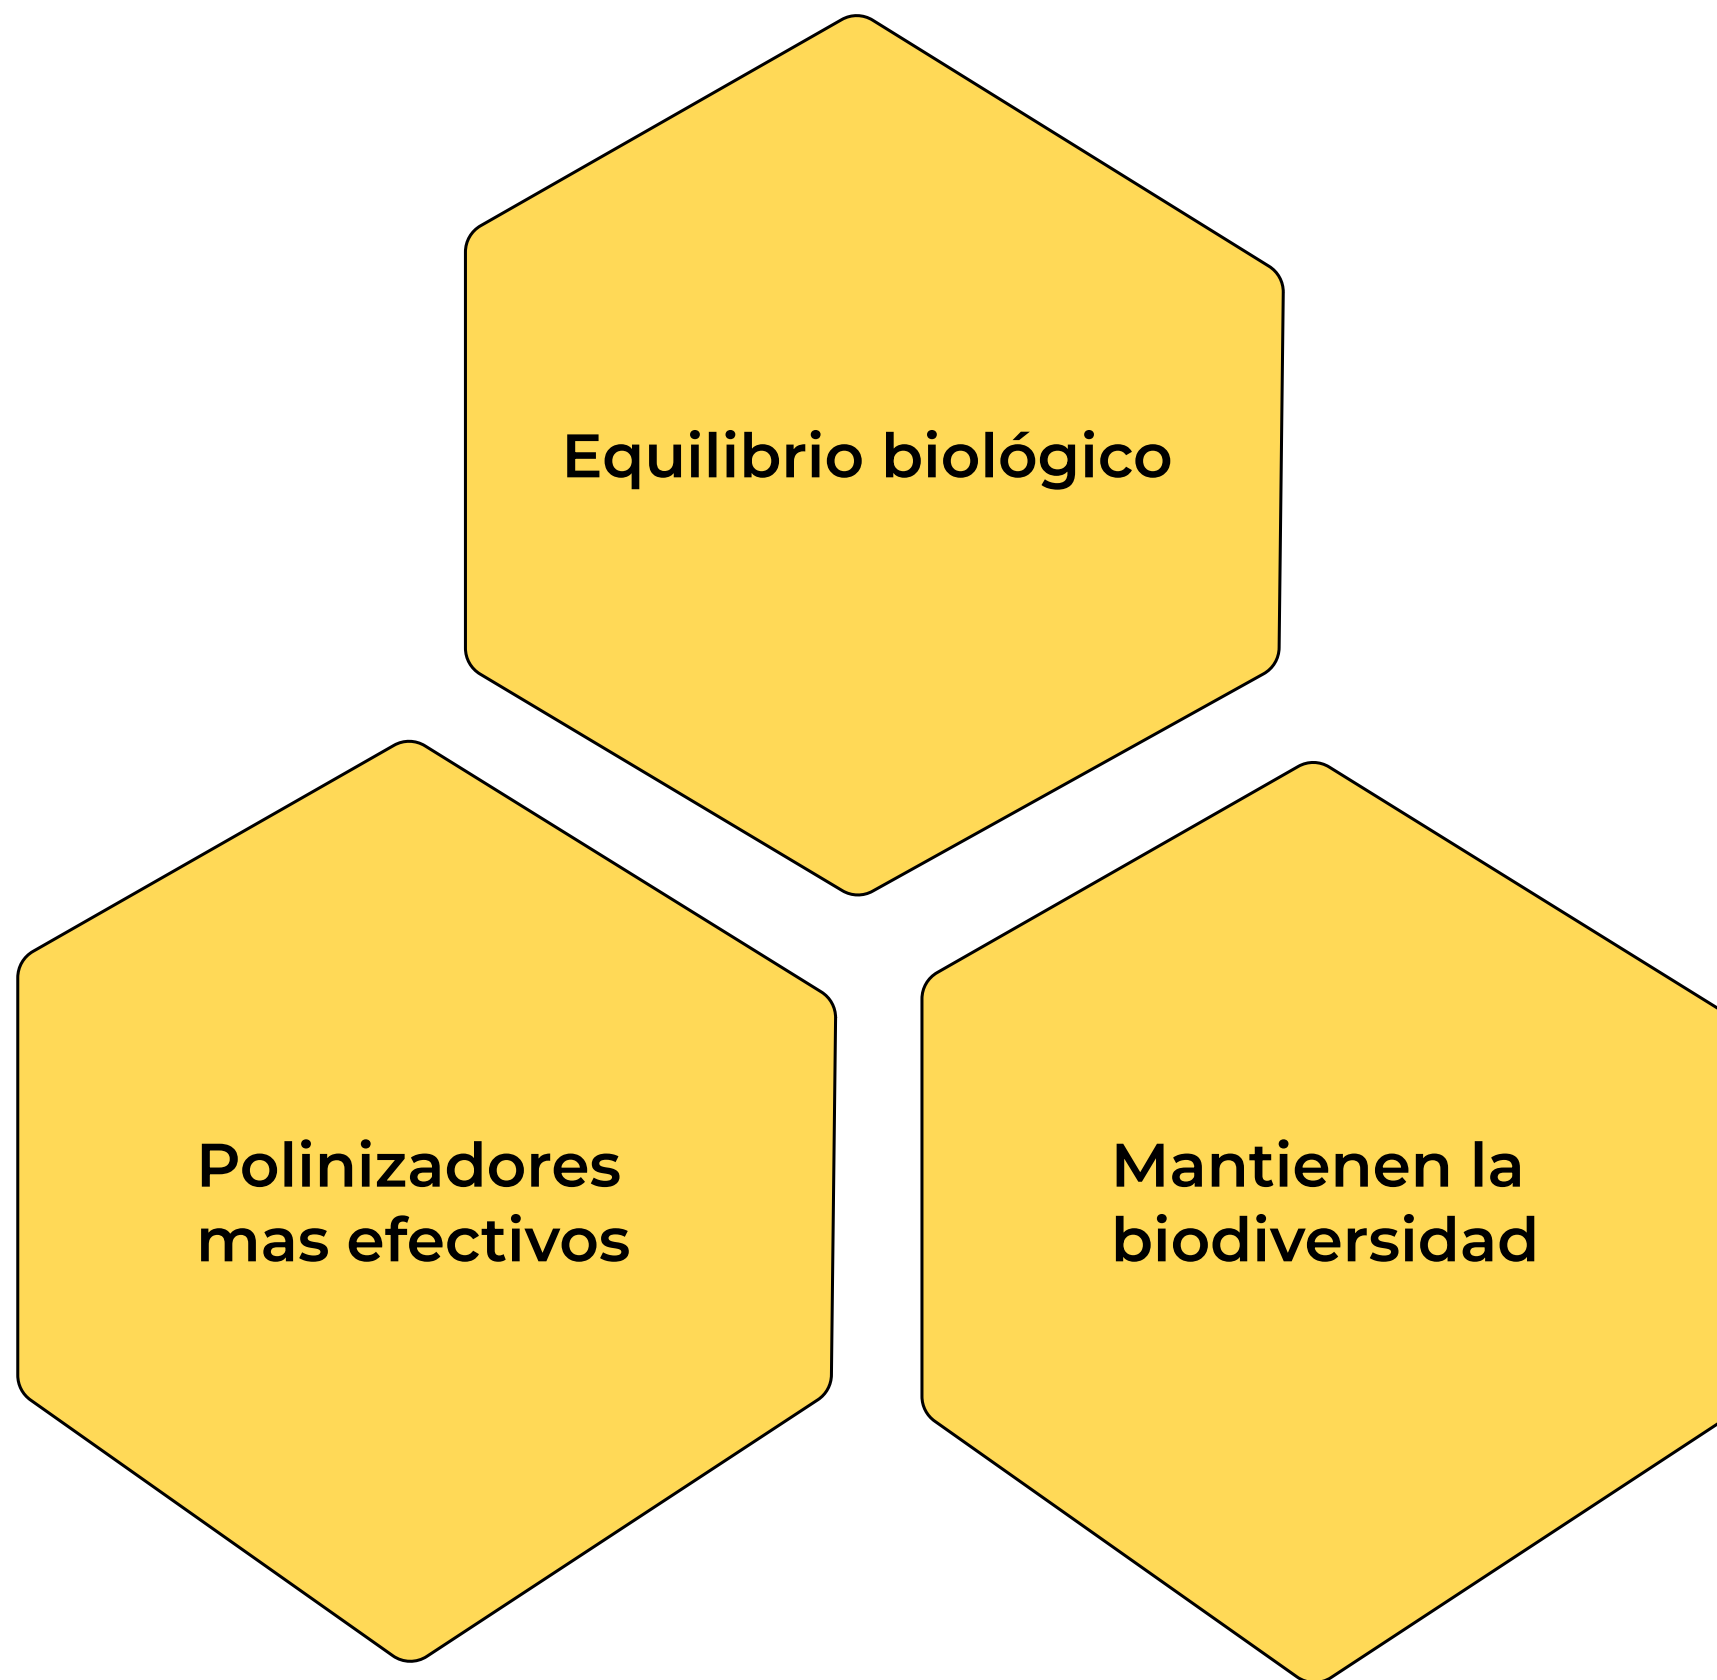 Equilibrio biológico
Polinizadores
mas efectivos
Mantienen la
biodiversidad